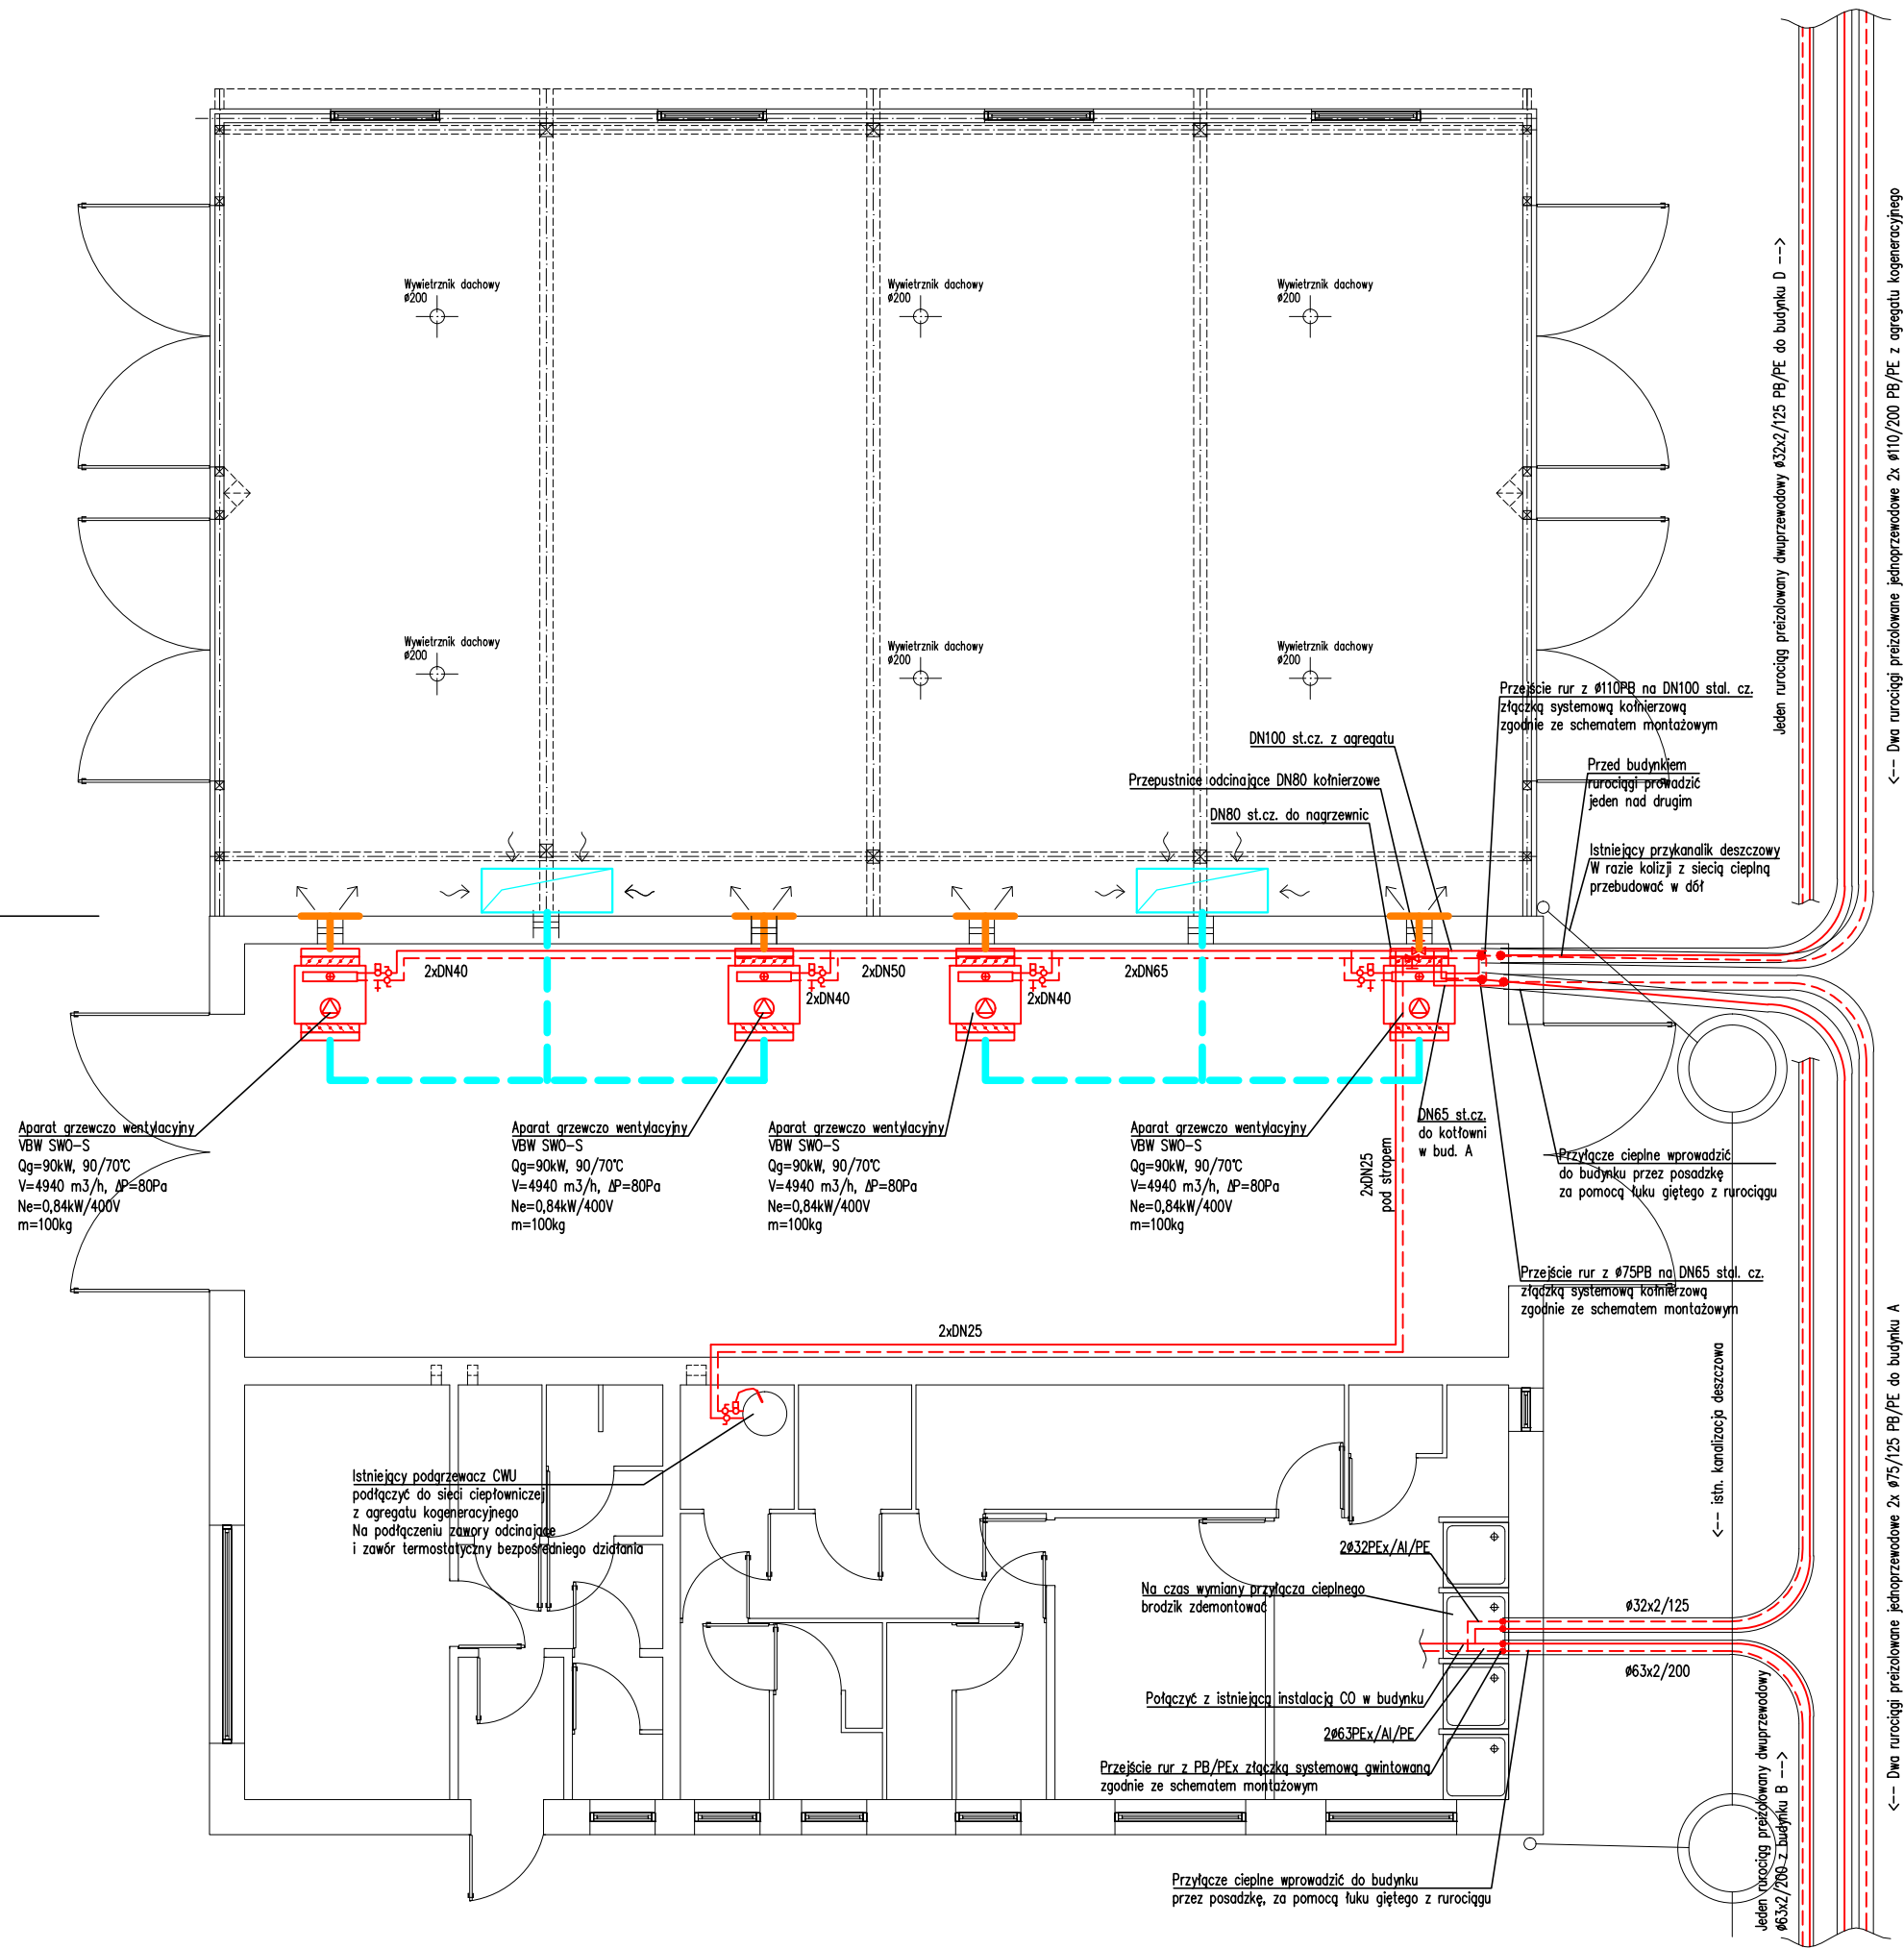 Wywietrznik dachowy
ø200
Wywietrznik dachowy
ø200
Wywietrznik dachowy
ø200
Wywietrznik dachowy
ø200
Wywietrznik dachowy
ø200
Wywietrznik dachowy
ø200
Jeden rurociąg preizolowany dwuprzewodowy ø32x2/125 PB/PE do budynku D -->
<-- Dwa rurociągi preizolowane jednoprzewodowe 2x ø110/200 PB/PE z agregatu kogeneracyjnego
Przejście rur z ø110PB na DN100 stal. cz.
złączką systemową kołnierzową
zgodnie ze schematem montażowym
DN100 st.cz. z agregatu
Przepustnice odcinające DN80 kołnierzowe
DN80 st.cz. do nagrzewnic
Przed budynkiem
rurociągi prowadzić
jeden nad drugim
Istniejący przykanalik deszczowy
W razie kolizji z siecią cieplną
przebudować w dół
2xDN40
2xDN40
2xDN50
2xDN40
2xDN65
Aparat grzewczo wentylacyjny
VBW SWO-S
Qg=90kW, 90/70°C
V=4940 m3/h, ΔP=80Pa
Ne=0,84kW/400V
m=100kg
Aparat grzewczo wentylacyjny
VBW SWO-S
Qg=90kW, 90/70°C
V=4940 m3/h, ΔP=80Pa
Ne=0,84kW/400V
m=100kg
Aparat grzewczo wentylacyjny
VBW SWO-S
Qg=90kW, 90/70°C
V=4940 m3/h, ΔP=80Pa
Ne=0,84kW/400V
m=100kg
Aparat grzewczo wentylacyjny
VBW SWO-S
Qg=90kW, 90/70°C
V=4940 m3/h, ΔP=80Pa
Ne=0,84kW/400V
m=100kg
2xDN25
pod stropem
DN65 st.cz.
do kotłowni
w bud. A
Przyłącze cieplne wprowadzić
do budynku przez posadzkę
za pomocą łuku giętego z rurociągu
Przejście rur z ø75PB na DN65 stal. cz.
złączką systemową kołnierzową
zgodnie ze schematem montażowym
2xDN25
<-- istn. kanalizacja deszczowa
<-- Dwa rurociągi preizolowane jednoprzewodowe 2x ø75/125 PB/PE do budynku A
Istniejący podgrzewacz CWU
podłączyć do sieci ciepłowniczej
z agregatu kogeneracyjnego
Na podłączeniu zawory odcinające
i zawór termostatyczny bezpośredniego działania
2ø32PEx/Al/PE
Na czas wymiany przyłącza cieplnego
brodzik zdemontować
ø32x2/125
ø63x2/200
Połączyć z istniejącą instalacją CO w budynku
2ø63PEx/Al/PE
Przejście rur z PB/PEx złączką systemową gwintowaną
zgodnie ze schematem montażowym
Jeden rurociąg preizolowany dwuprzewodowy
ø63x2/200 z budynku B -->
Przyłącze cieplne wprowadzić do budynku
przez posadzkę, za pomocą łuku giętego z rurociągu